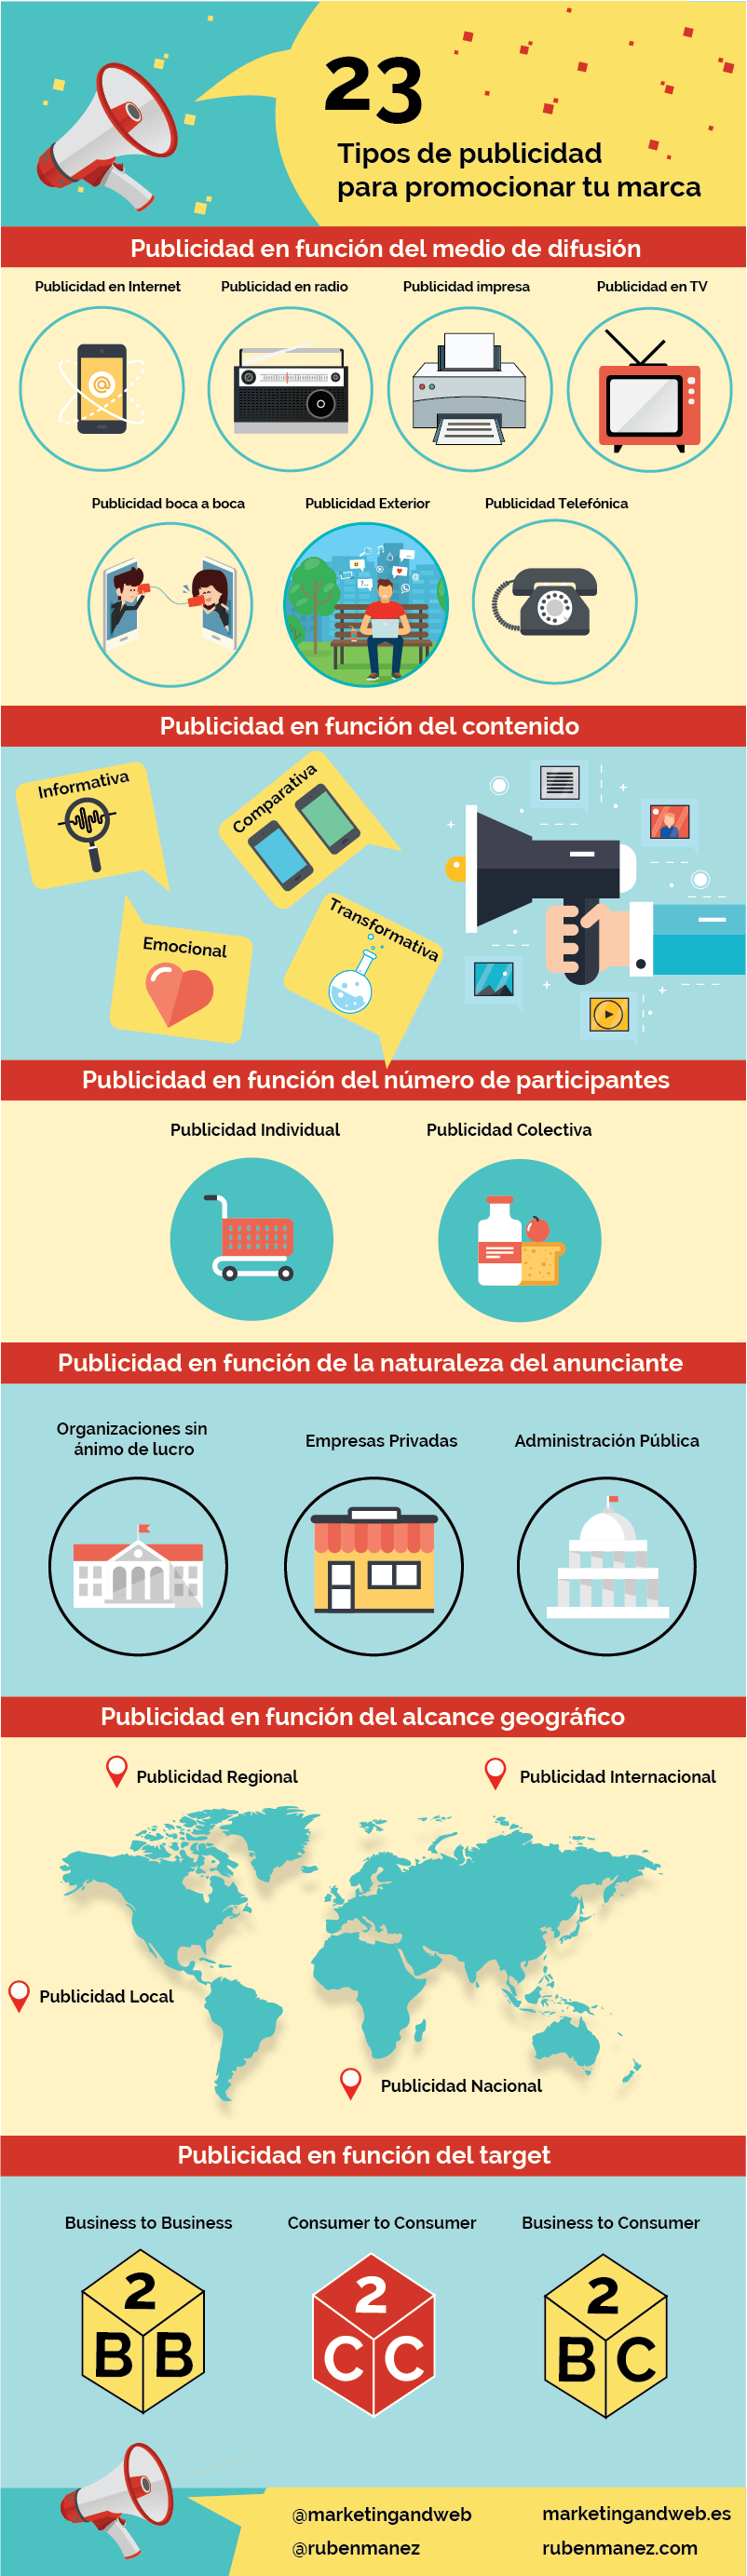 23
Tipos de publicidad
para promocionar tu marca
Publicidad en función del medio de difusión
Publicidad en Internet
Publicidad en radio
Publicidad impresa
Publicidad en TV
@
Publicidad boca a boca
Publicidad Exterior
Publicidad Telefónica
Publicidad en función del contenido
Informativa
Comparativa
Emocional
Transformativa
Publicidad en función del número de participantes
Publicidad Individual
Publicidad Colectiva
Publicidad en función de la naturaleza del anunciante
Organizaciones sin
ánimo de lucro
Empresas Privadas
Administración Pública
Publicidad en función del alcance geográfico
Publicidad Regional
Publicidad Internacional
Publicidad Local
Publicidad Nacional
Publicidad en función del target
Business to Business
Consumer to Consumer
Business to Consumer
2
B B
2
C C
2
B C
@marketingandweb
marketingandweb.es
@rubenmanez
rubenmanez.com